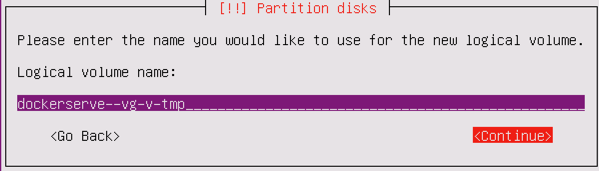 [!!] Partition disks
Please enter the name you would like to use for the new logical volume.
Logical volume name:
dockerserve--vg-v-tmp
<Go Back> <Continue>